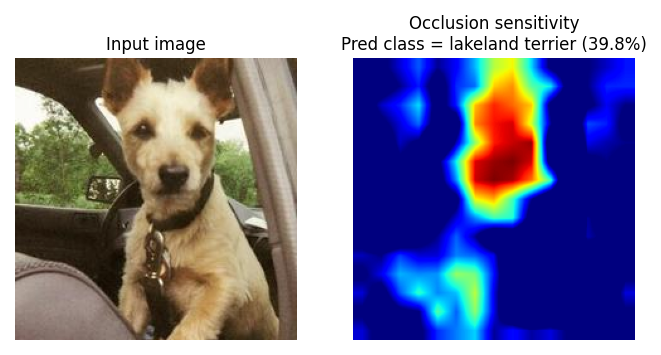 Input image
Occlusion sensitivity
Pred class = lakeland terrier (39.8%)